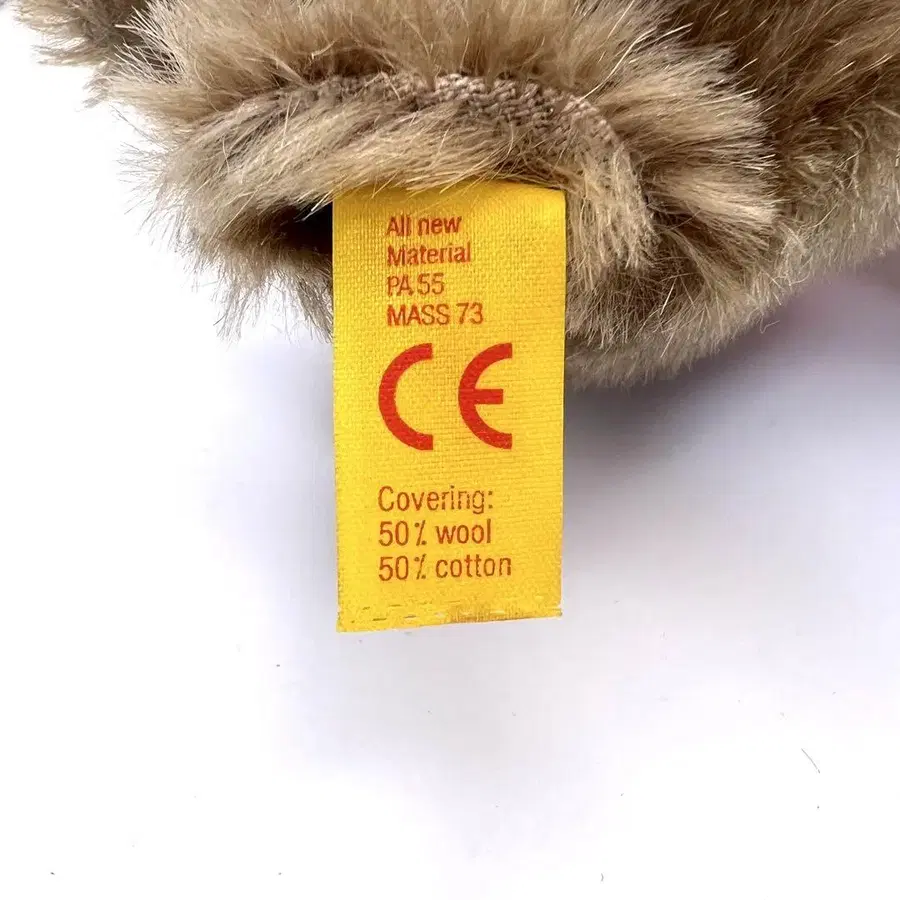 All new
Material
PA 55
MASS 73
CE
Covering:
50% wool
50% cotton